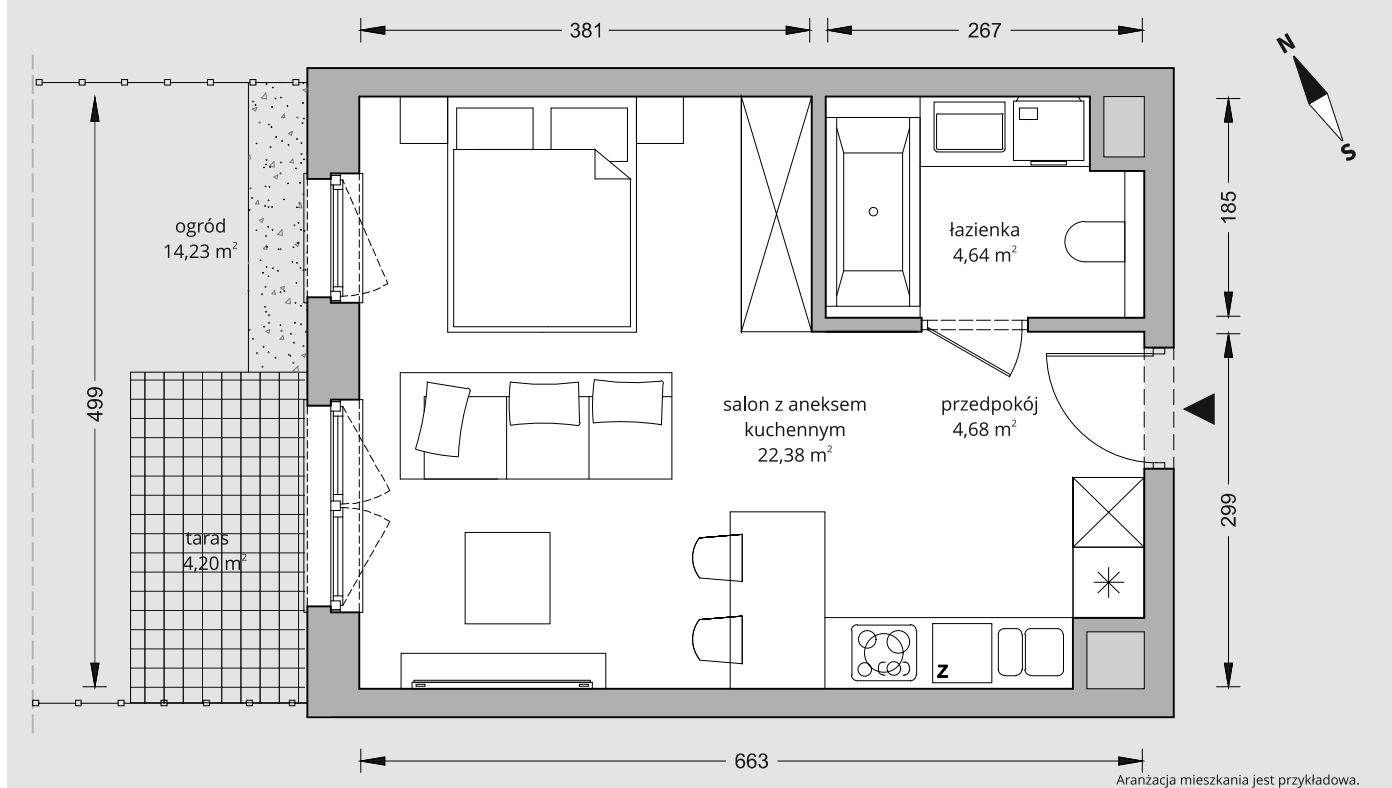 381
267
N
S
ogród
14,23 m²
499
łazienka
4,64 m²
185
salon z aneksem
kuchennym
22,38 m²
przedpokój
4,68 m²
299
taras
4,20 m²
Z
663
Aranżacja mieszkania jest przykładowa.